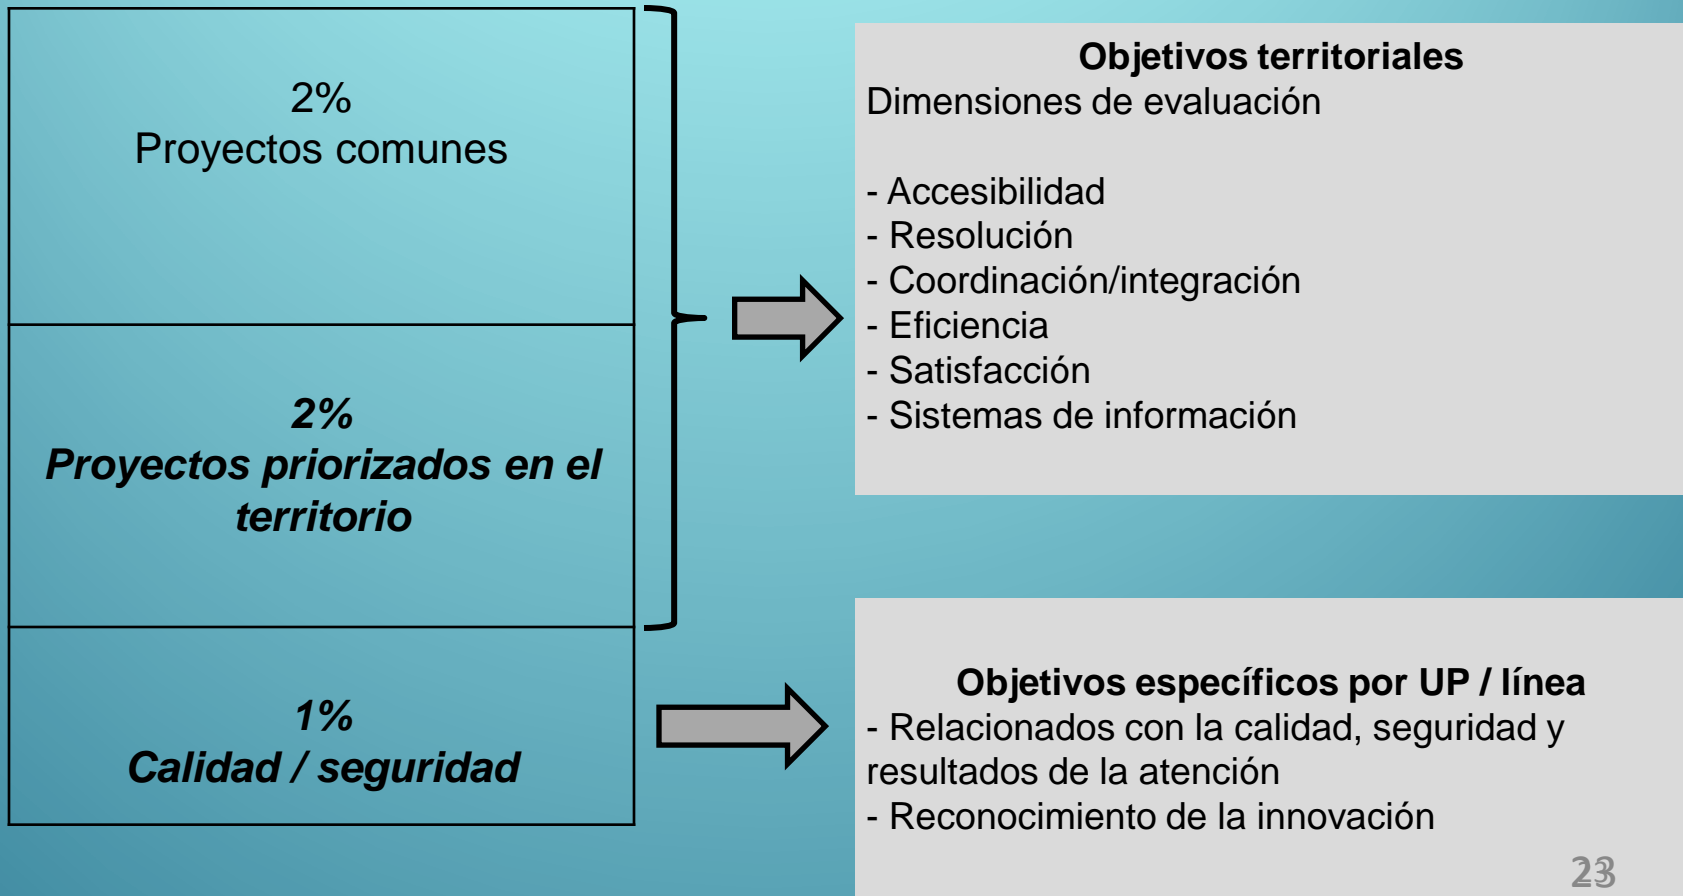 2%
Proyectos comunes
2%
Proyectos priorizados en el
territorio
1%
Calidad / seguridad
Objetivos territoriales
Dimensiones de evaluación
- Accesibilidad
- Resolución
- Coordinación/integración
- Eficiencia
- Satisfacción
- Sistemas de información
Objetivos específicos por UP / línea
- Relacionados con la calidad, seguridad y
resultados de la atención
- Reconocimiento de la innovación